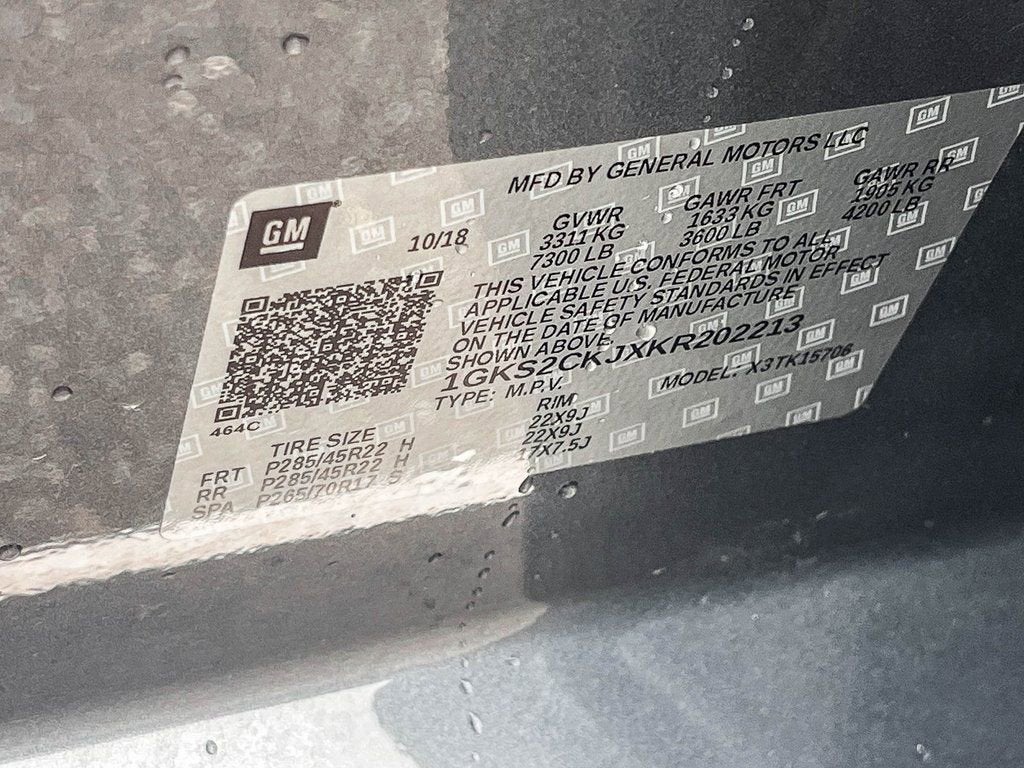 MFD BY GENERAL MOTORS LLC
GM
10/18
GVWR GAWR FRT GAWR RR
3311 KG 1633 KG 1905 KG
7300 LB 3600 LB 4200 LB
THIS VEHICLE CONFORMS TO ALL
APPLICABLE U.S. FEDERAL MOTOR
VEHICLE SAFETY STANDARDS IN EFFECT
ON THE DATE OF MANUFACTURE
SHOWN ABOVE.
1GKS2CKJXKR202213
TYPE: M.P.V. MODEL: X3TK15706
464C
TIRE SIZE RIM
FRT P285/45R22 H 22X9J
RR P285/45R22 H 22X9J
SPA P265/70R17 S 17X7.5J